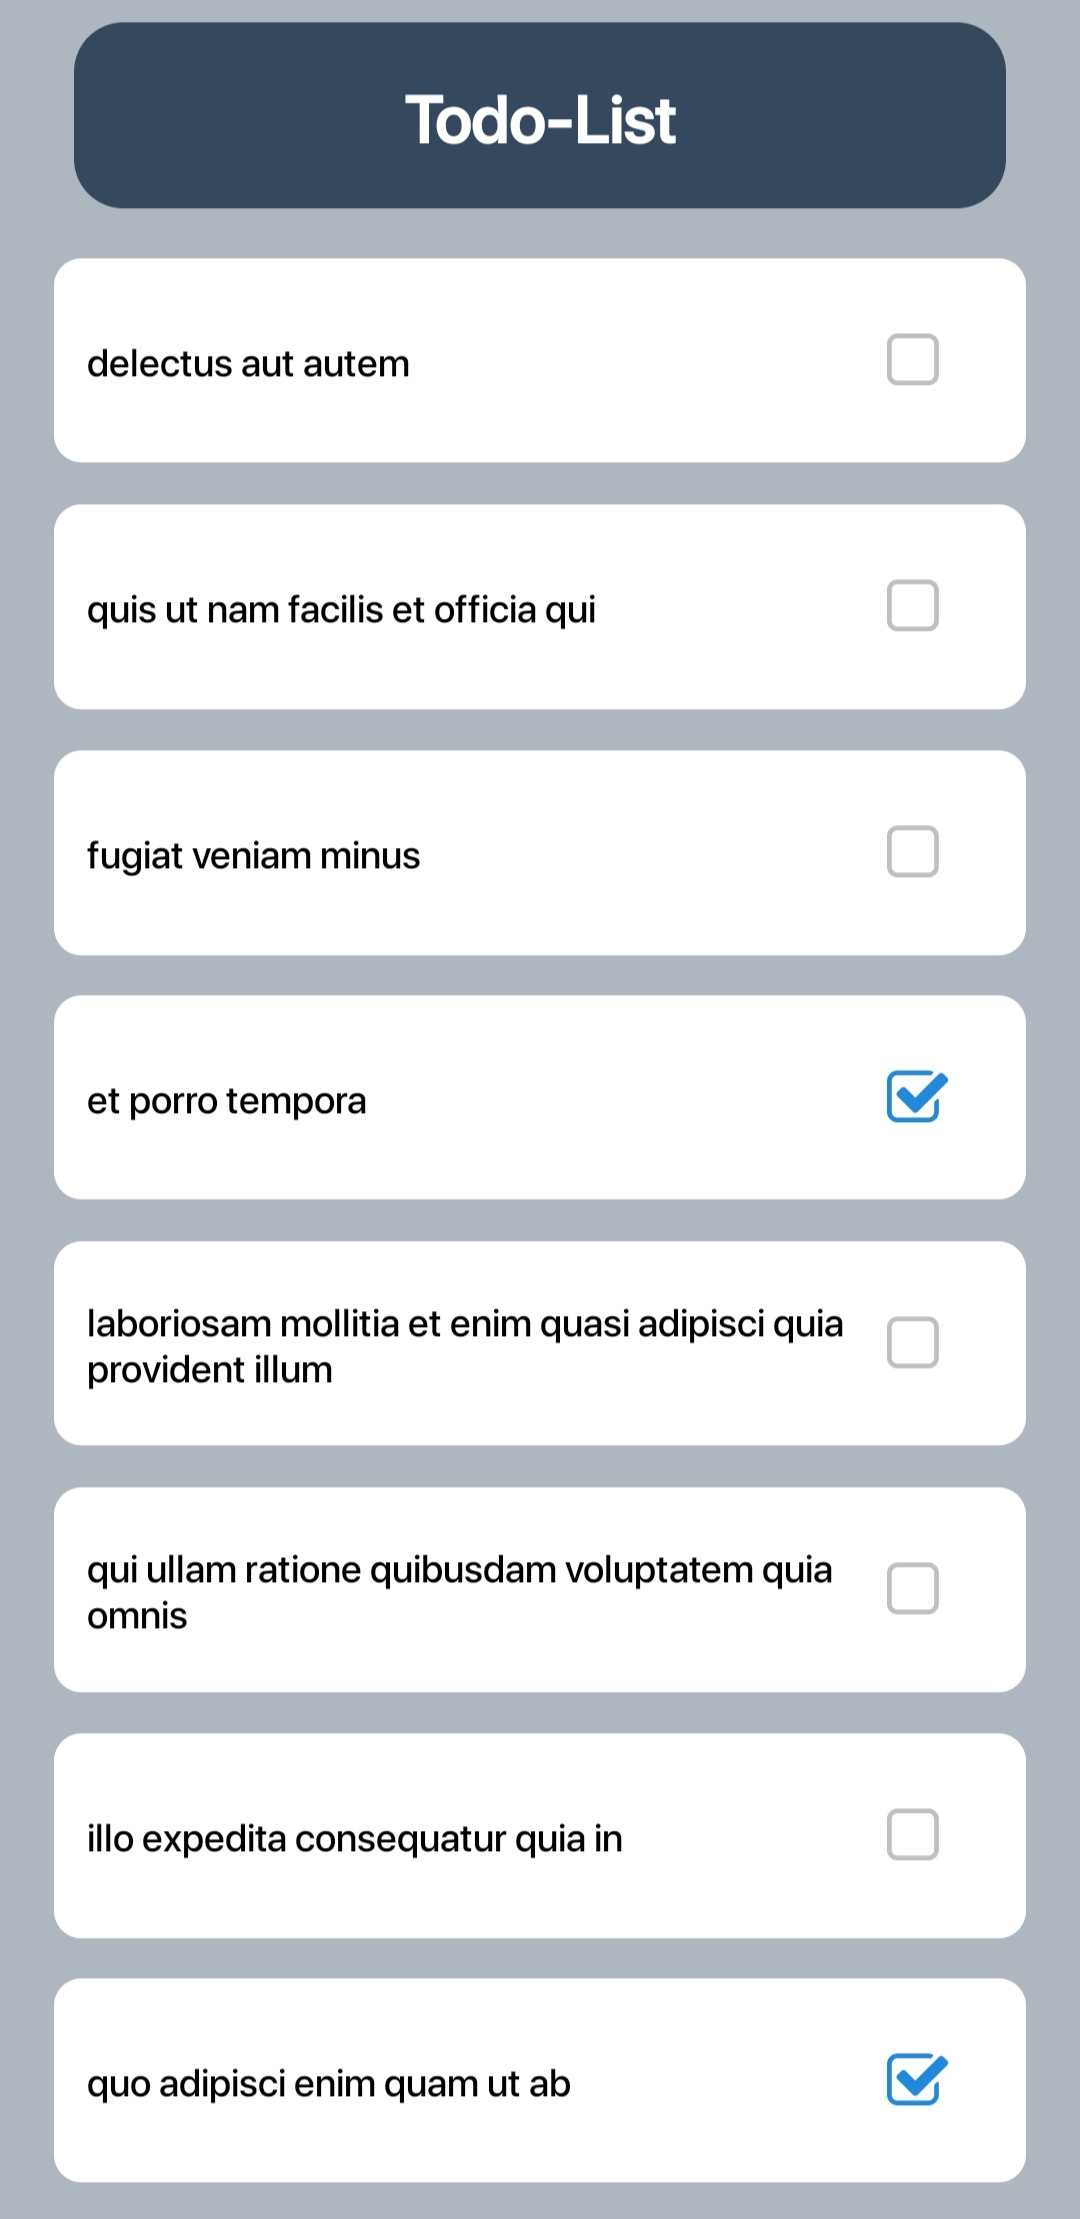 Todo-List
delectus aut autem
quis ut nam facilis et officia qui
fugiat veniam minus
et porro tempora
laboriosam mollitia et enim quasi adipisci quia
provident illum
qui ullam ratione quibusdam voluptatem quia
omnis
illo expedita consequatur quia in
quo adipisci enim quam ut ab